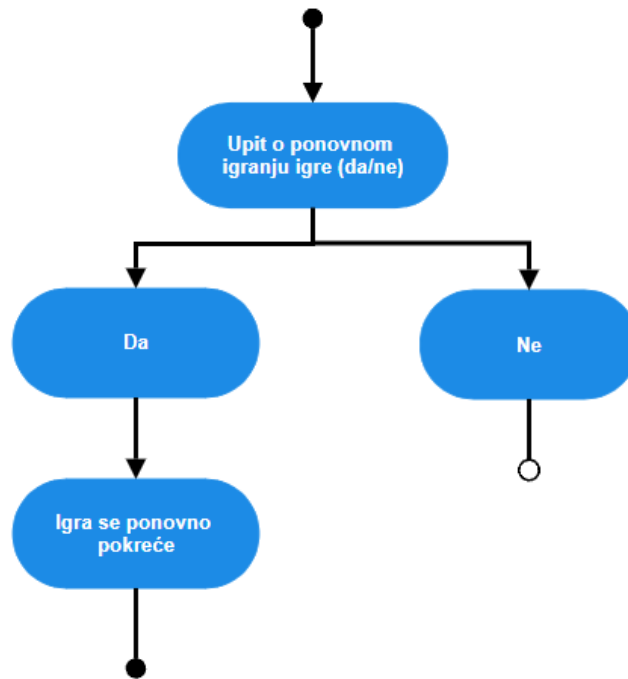 Upit o ponovnom
igranju igre (da/ne)
Da
Ne
Igra se ponovno
pokreće